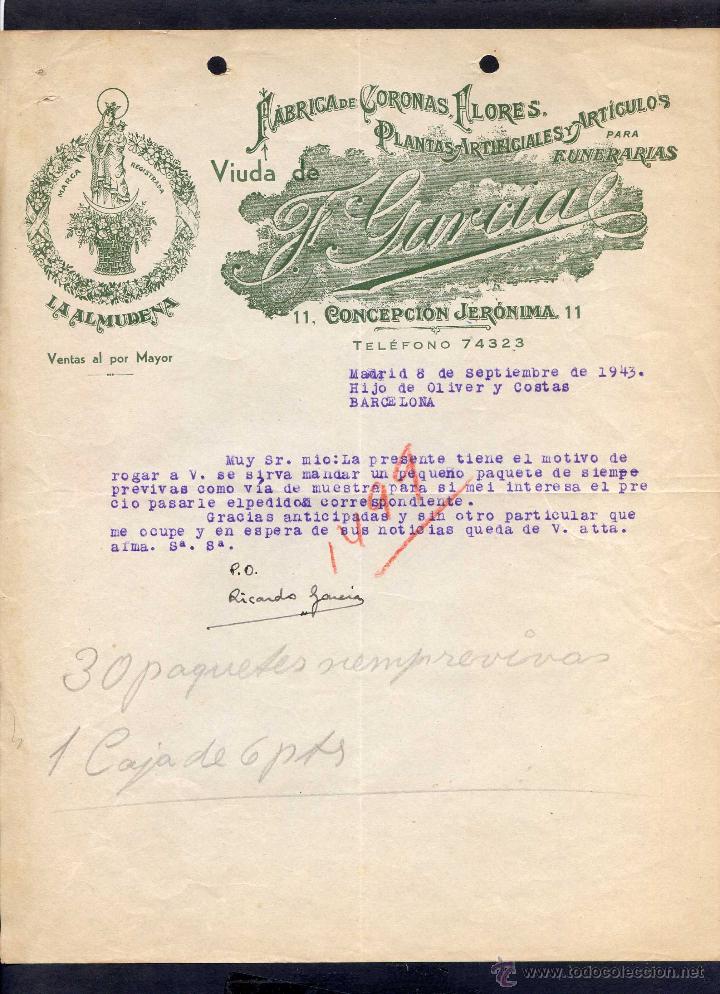 FÁBRICA DE CORONAS, FLORES,
PLANTAS ARTIFICIALES Y ARTÍCULOS
PARA
FUNERARIAS
Viuda de
F. García
MARCA REGISTRADA
LA ALMUDENA
11, CONCEPCIÓN JERÓNIMA, 11
TELÉFONO 74323
Ventas al por Mayor
Madrid 8 de Septiembre de 1943.
Hijo de Oliver y Costas
BARCELONA
Muy Sr. mio:La presente tiene el motivo de
rogar a V. se sirva mandar un pequeño paquete de siempe
previvas como vía de muestra para si mei interesa el pre
cio pasarle elpedidos correspondiente.
Gracias anticipadas y sin otro particular que
me ocupe y en espera de sus noticias queda de V. atta.
afma. Sª. Sª.
1499
P.O.
Ricardo García
30 paquetes siemprevivas
1 Caja de 6 pts
www.todocoleccion.net